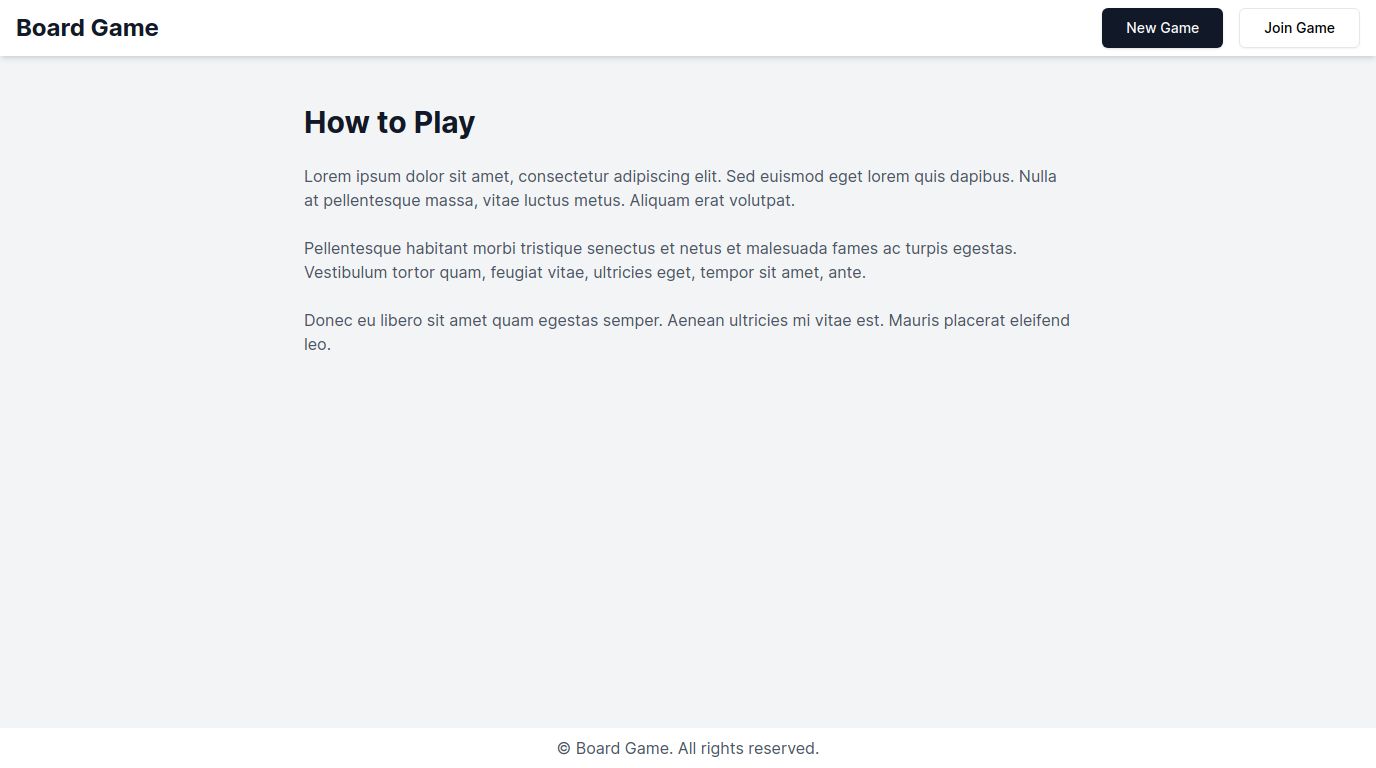 Board Game
New Game
Join Game
How to Play
Lorem ipsum dolor sit amet, consectetur adipiscing elit. Sed euismod eget lorem quis dapibus. Nulla
at pellentesque massa, vitae luctus metus. Aliquam erat volutpat.
Pellentesque habitant morbi tristique senectus et netus et malesuada fames ac turpis egestas.
Vestibulum tortor quam, feugiat vitae, ultricies eget, tempor sit amet, ante.
Donec eu libero sit amet quam egestas semper. Aenean ultricies mi vitae est. Mauris placerat eleifend
leo.
© Board Game. All rights reserved.